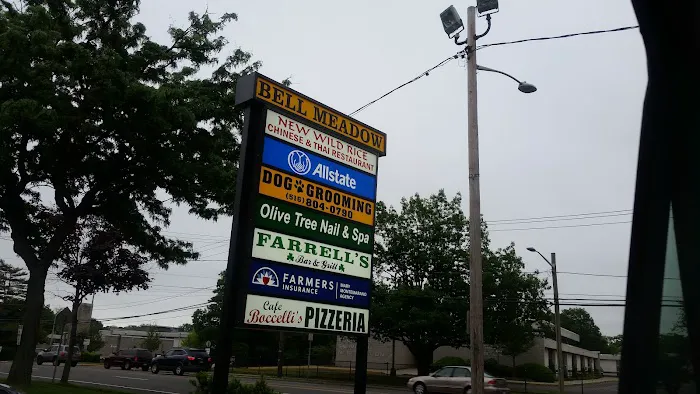 BELL MEADOW
NEW WILD RICE
CHINESE & THAI RESTAURANT
Allstate
DOG GROOMING
(516) 804-0790
Olive Tree Nail & Spa
FARRELL'S
Bar & Grill
FARMERS
INSURANCE
AGENCY
Cafe
Boccelli's PIZZERIA